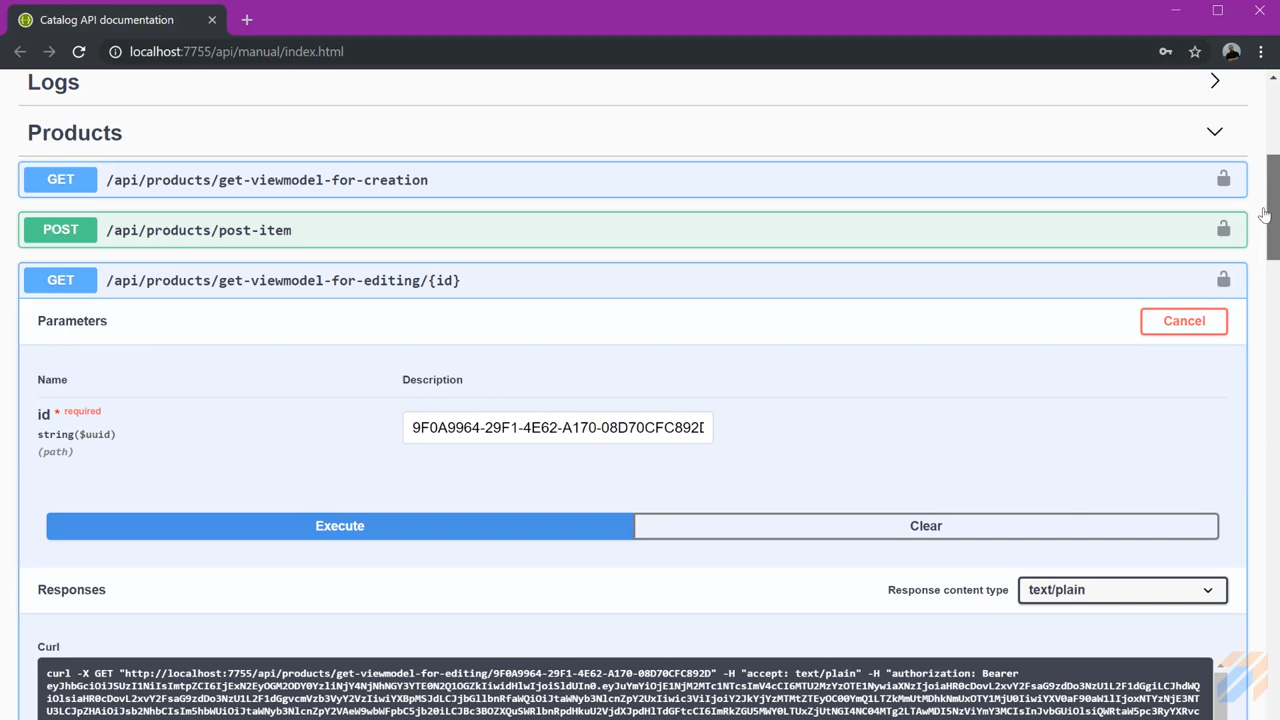 Catalog API documentation
localhost:7755/api/manual/index.html
Logs
Products
GET /api/products/get-viewmodel-for-creation
POST /api/products/post-item
GET /api/products/get-viewmodel-for-editing/{id}
Parameters Cancel
Name Description
id * required
string($uuid)
(path)
9F0A9964-29F1-4E62-A170-08D70CFC892D
Execute Clear
Responses Response content type text/plain
Curl
curl -X GET "http://localhost:7755/api/products/get-viewmodel-for-editing/9F0A9964-29F1-4E62-A170-08D70CFC892D" -H "accept: text/plain" -H "authorization: Bearer